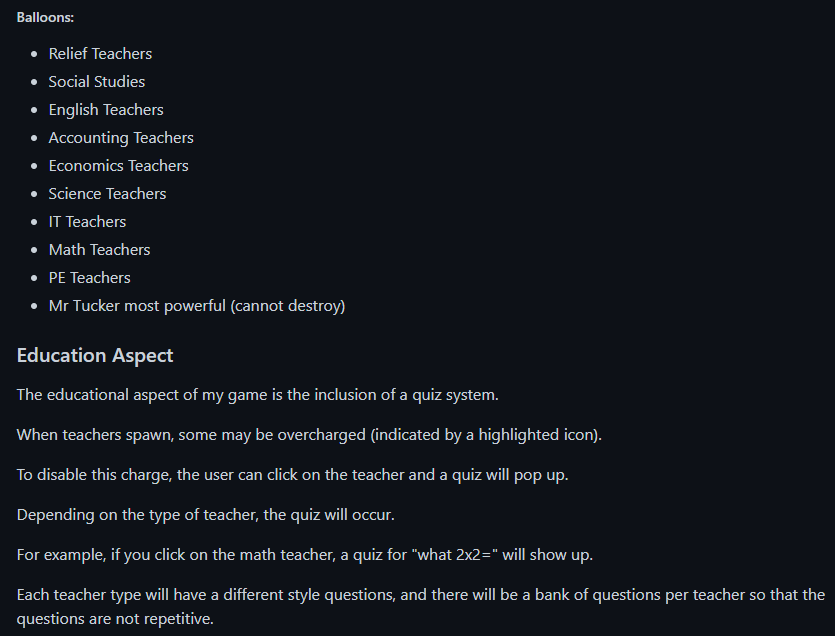 Balloons:
Relief Teachers
Social Studies
English Teachers
Accounting Teachers
Economics Teachers
Science Teachers
IT Teachers
Math Teachers
PE Teachers
Mr Tucker most powerful (cannot destroy)
Education Aspect
The educational aspect of my game is the inclusion of a quiz system.
When teachers spawn, some may be overcharged (indicated by a highlighted icon).
To disable this charge, the user can click on the teacher and a quiz will pop up.
Depending on the type of teacher, the quiz will occur.
For example, if you click on the math teacher, a quiz for "what 2x2=" will show up.
Each teacher type will have a different style questions, and there will be a bank of questions per teacher so that the
questions are not repetitive.